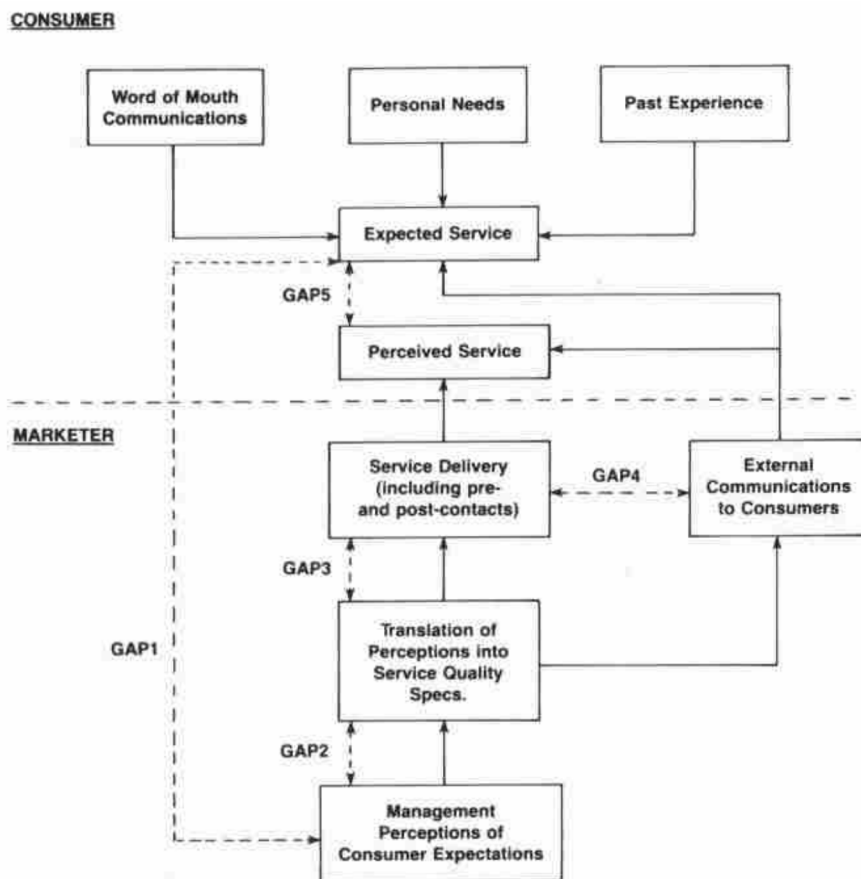 CONSUMER
Word of Mouth
Communications
Personal Needs
Past Experience
Expected Service
GAP5
Perceived Service
MARKETER
Service Delivery
(including pre-
and post-contacts)
GAP4
External
Communications
to Consumers
GAP3
Translation of
Perceptions into
Service Quality
Specs.
GAP1
GAP2
Management
Perceptions of
Consumer Expectations